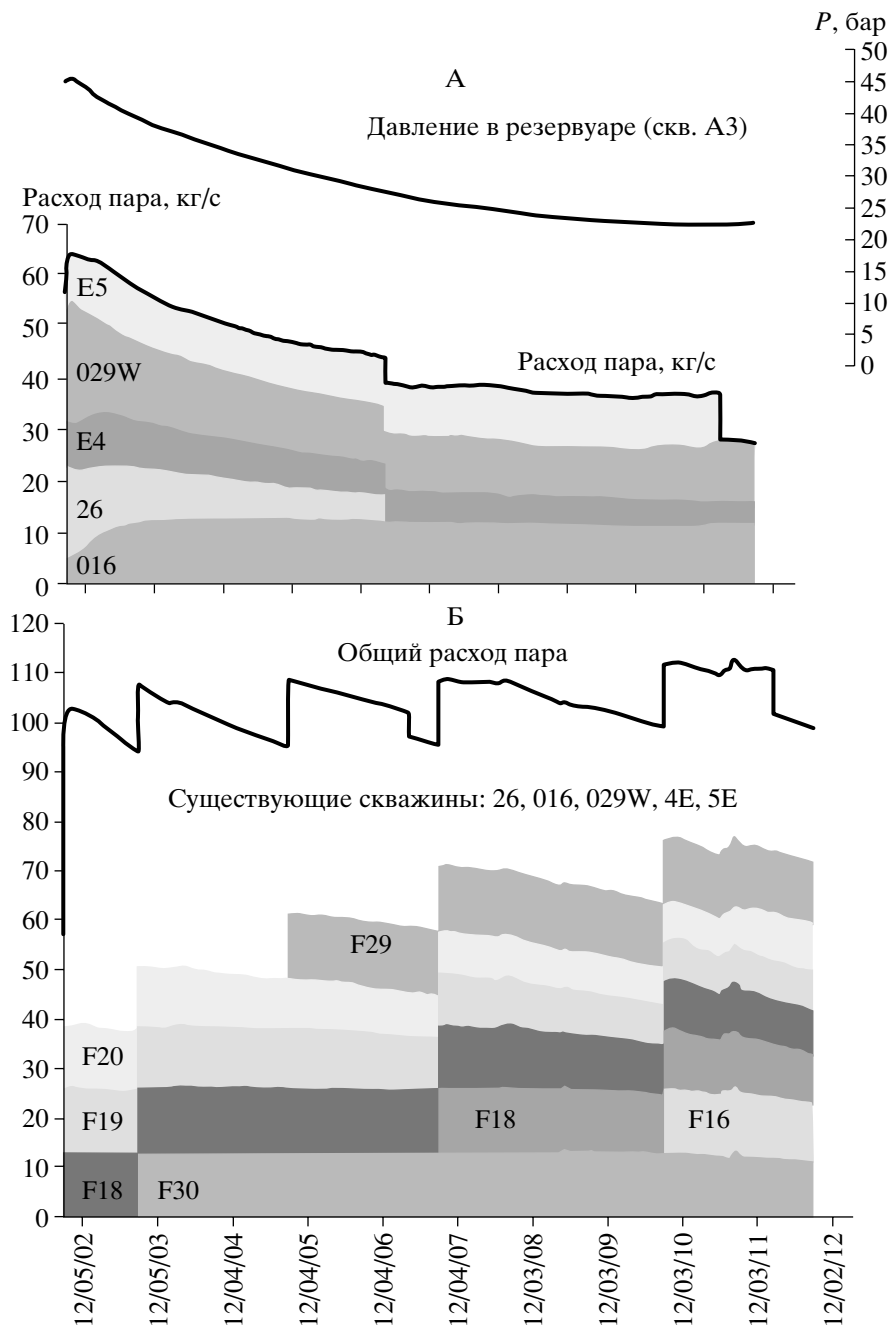 P, бар
50
45
40
35
30
25
20
15
10
5
0
А
Давление в резервуаре (скв. А3)
Расход пара, кг/с
70
60
50
40
30
20
10
0
E5
029W
E4
26
016
Расход пара, кг/с
Б
120
110
100
90
80
70
60
50
40
30
20
10
0
Общий расход пара
Существующие скважины: 26, 016, 029W, 4E, 5E
F29
F20
F19
F18
F16
F18
F30
12/05/02
12/05/03
12/04/04
12/04/05
12/04/06
12/04/07
12/03/08
12/03/09
12/03/10
12/03/11
12/02/12